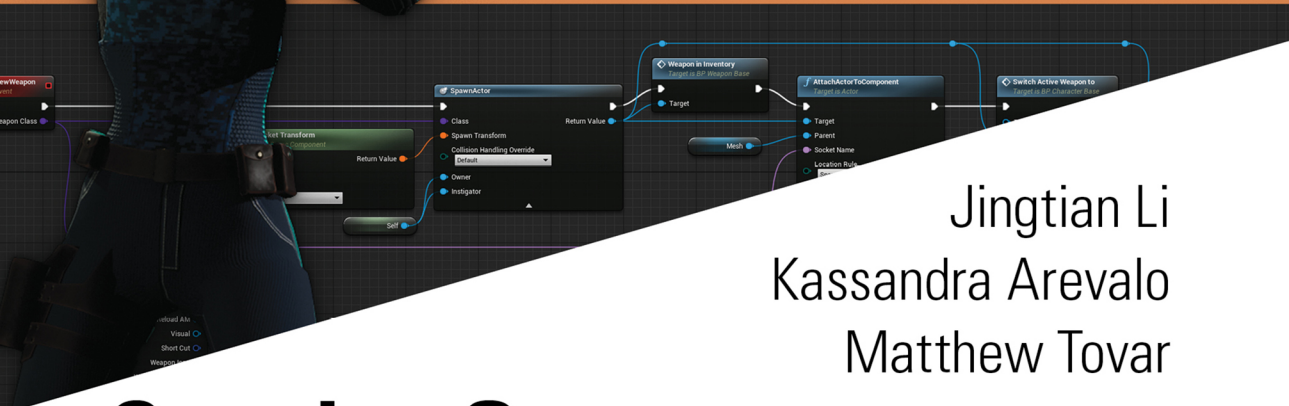 Weapon in Inventory
Target is BP Weapon Base
Target
AttachActorToComponent
Target is Actor
Target
Parent
Socket Name
Location Rule
Switch Active Weapon to
Target is BP Character Base
ewWeapon
vent
eapon Class
SpawnActor
Class
Return Value
Spawn Transform
Collision Handling Override
Default
Owner
Instigator
ket Transform
Component
Return Value
Self
Mesh
Visual
Short Cut
Jingtian Li
Kassandra Arevalo
Matthew Tovar